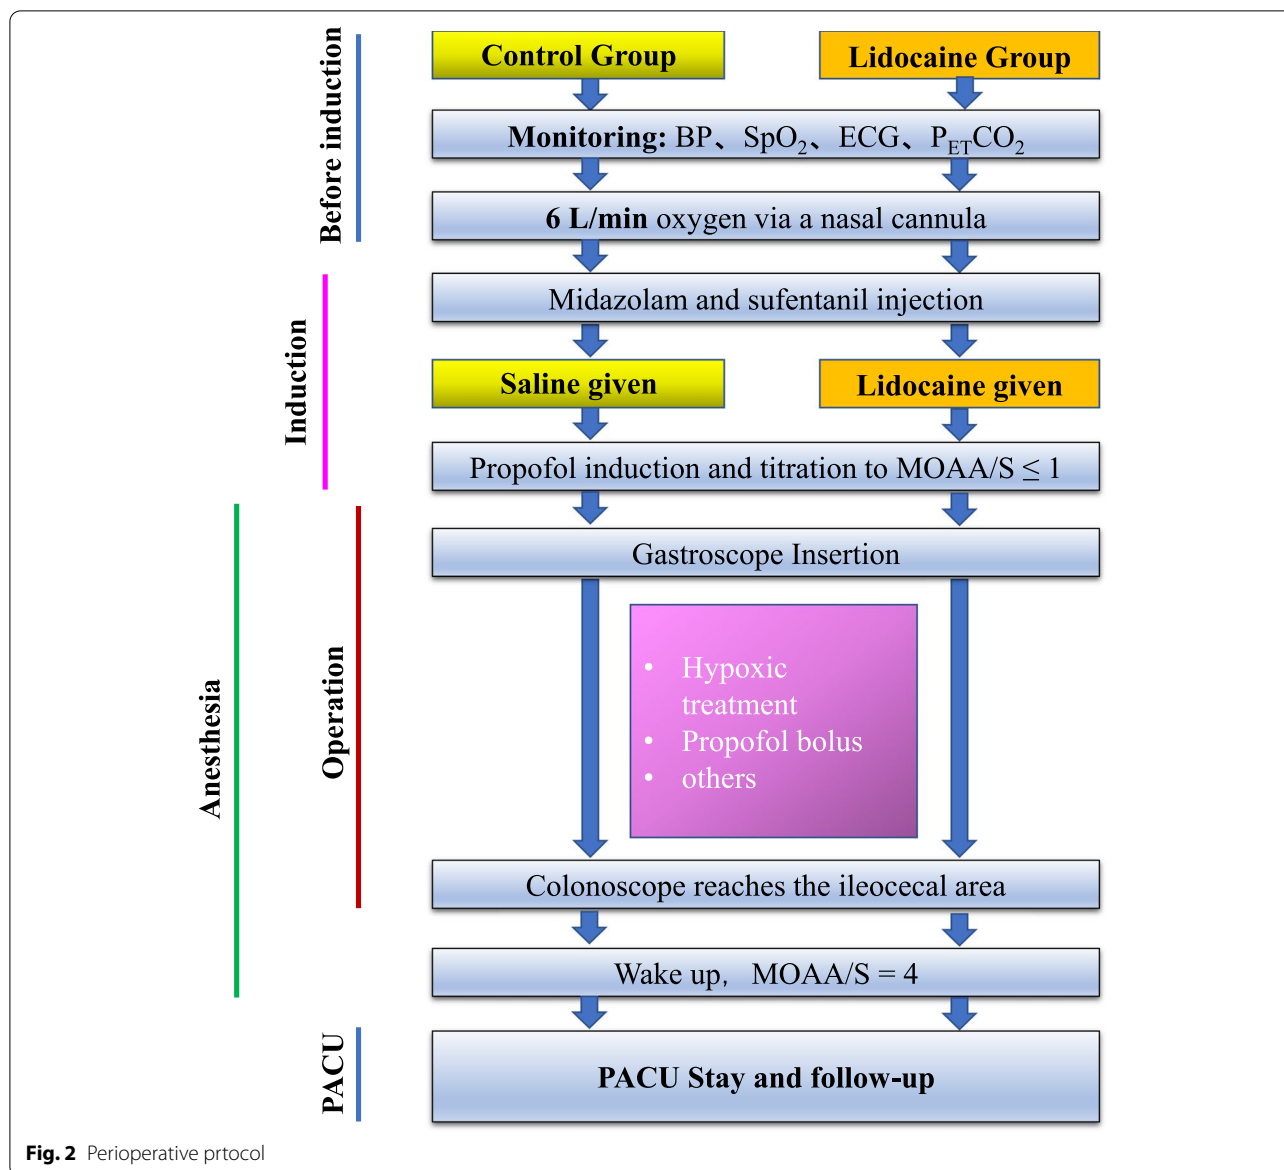 Before induction
Control Group
Lidocaine Group
Monitoring: BP、SpO₂、ECG、PETCO₂
6 L/min oxygen via a nasal cannula
Induction
Midazolam and sufentanil injection
Saline given
Lidocaine given
Propofol induction and titration to MOAA/S ≤ 1
Anesthesia
Operation
Gastroscope Insertion
• Hypoxic
treatment
• Propofol bolus
• others
Colonoscope reaches the ileocecal area
Wake up,  MOAA/S = 4
PACU
PACU Stay and follow-up
Fig. 2 Perioperative prtocol